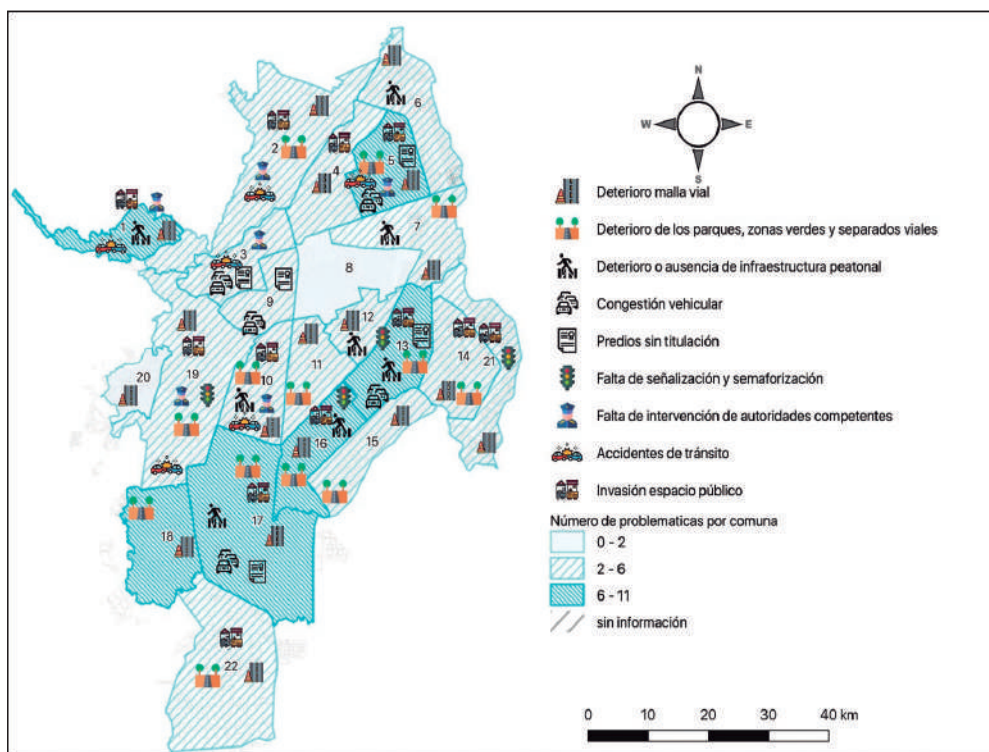 N
W
E
S
6
2
4
5
1
3
7
8
9
12
13
14
21
20
19
10
11
16
15
18
17
22
Deterioro malla vial
Deterioro de los parques, zonas verdes y separados viales
Deterioro o ausencia de infraestructura peatonal
Congestión vehicular
Predios sin titulación
Falta de señalización y semaforización
Falta de intervención de autoridades competentes
Accidentes de tránsito
Invasión espacio público
Número de problematicas por comuna
0 - 2
2 - 6
6 - 11
sin información
0 10 20 30 40 km